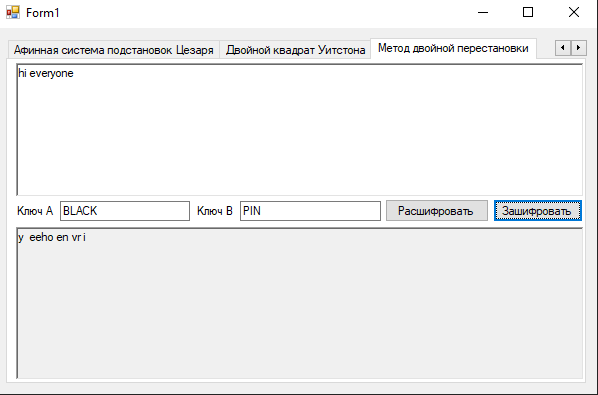 Form1
Афинная система подстановок Цезаря
Двойной квадрат Уитстона
Метод двойной перестановки
hi everyone
Ключ A BLACK Ключ B PIN Расшифровать Зашифровать
y  eeho en vr i